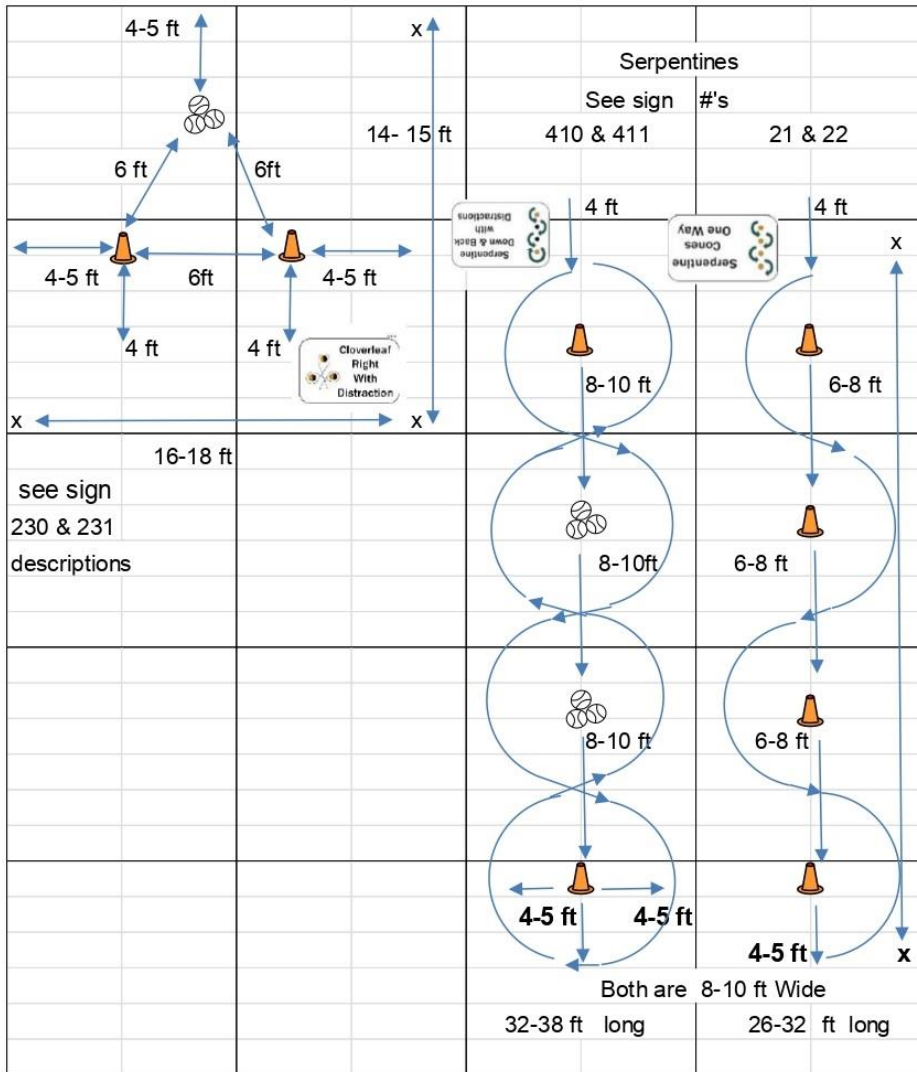 4-5 ft
x
14- 15 ft
6 ft
6ft
4-5 ft
6ft
4-5 ft
4 ft
4 ft
Cloverleaf
Right
With
Distraction
x
x
16-18 ft
see sign
230 & 231
descriptions
Serpentines
See sign #'s
410 & 411
21 & 22
4 ft
4 ft
Serpentine
Down & Back
with
Distractions
Serpentine
Cones
One Way
x
8-10 ft
6-8 ft
8-10ft
6-8 ft
8-10 ft
6-8 ft
4-5 ft
4-5 ft
4-5 ft
x
Both are 8-10 ft Wide
32-38 ft long
26-32 ft long